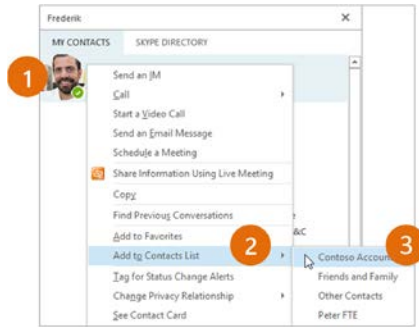 Frederik
MY CONTACTS SKYPE DIRECTORY
1
Send an IM
Call
Start a Video Call
Send an Email Message
Schedule a Meeting
Share Information Using Live Meeting
Copy
Find Previous Conversations
Add to Favorites
&C
2
3
Add to Contacts List
Contoso
Tag for Status Change Alerts
Friends and Family
Change Privacy Relationship
Other Contacts
See Contact Card
Peter FTE